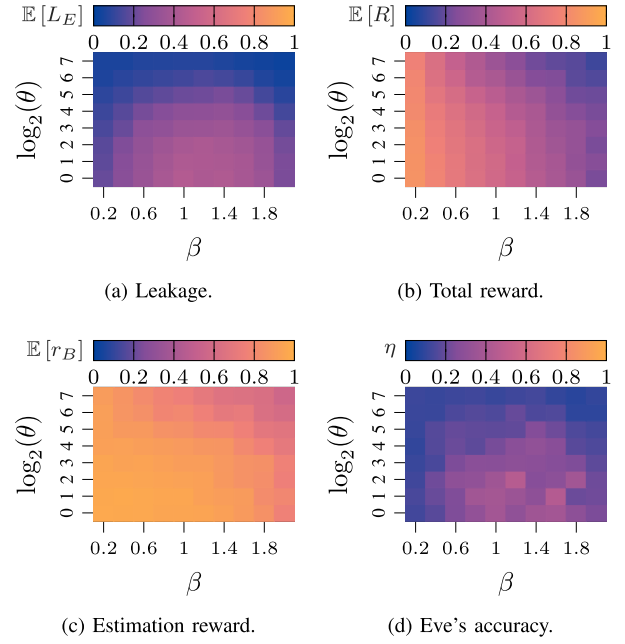 𝔼 [L_E]
0 0.2 0.4 0.6 0.8 1
log₂(θ)
7
6
5
4
3
2
1
0
0.2 0.6 1 1.4 1.8
β
(a) Leakage.
𝔼 [R]
0 0.2 0.4 0.6 0.8 1
log₂(θ)
7
6
5
4
3
2
1
0
0.2 0.6 1 1.4 1.8
β
(b) Total reward.
𝔼 [r_B]
0 0.2 0.4 0.6 0.8 1
log₂(θ)
7
6
5
4
3
2
1
0
0.2 0.6 1 1.4 1.8
β
(c) Estimation reward.
η
0 0.2 0.4 0.6 0.8 1
log₂(θ)
7
6
5
4
3
2
1
0
0.2 0.6 1 1.4 1.8
β
(d) Eve's accuracy.